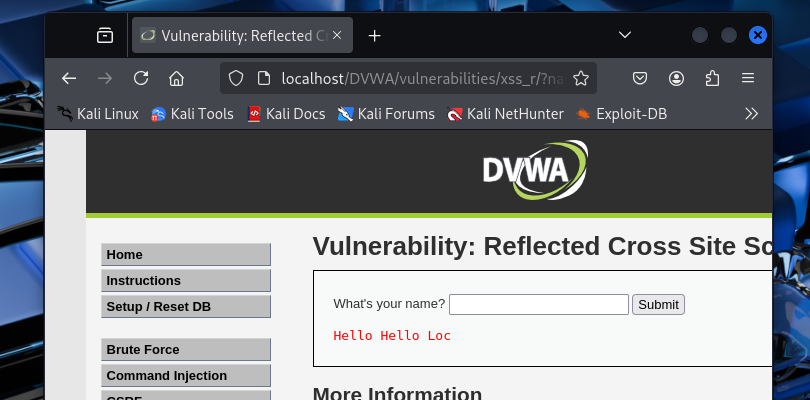 Vulnerability: Reflected C
localhost/DVWA/vulnerabilities/xss_r/?na
Kali Linux Kali Tools Kali Docs Kali Forums Kali NetHunter Exploit-DB
DVWA
Home
Instructions
Setup / Reset DB
Brute Force
Command Injection
CSRF
Vulnerability: Reflected Cross Site Sc
What's your name? Submit
Hello Hello Loc
More Information